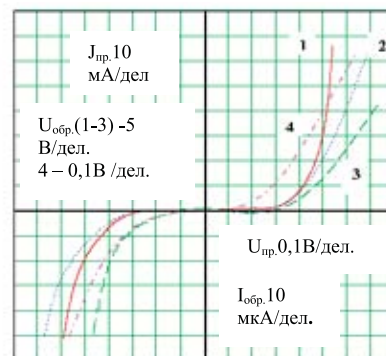 Jпр.10
мА/дел
1
2
Uобр.(1-3) -5
В/дел.
4 – 0,1В /дел.
4
3
Uпр.0,1В/дел.
Iобр.10
мкА/дел.